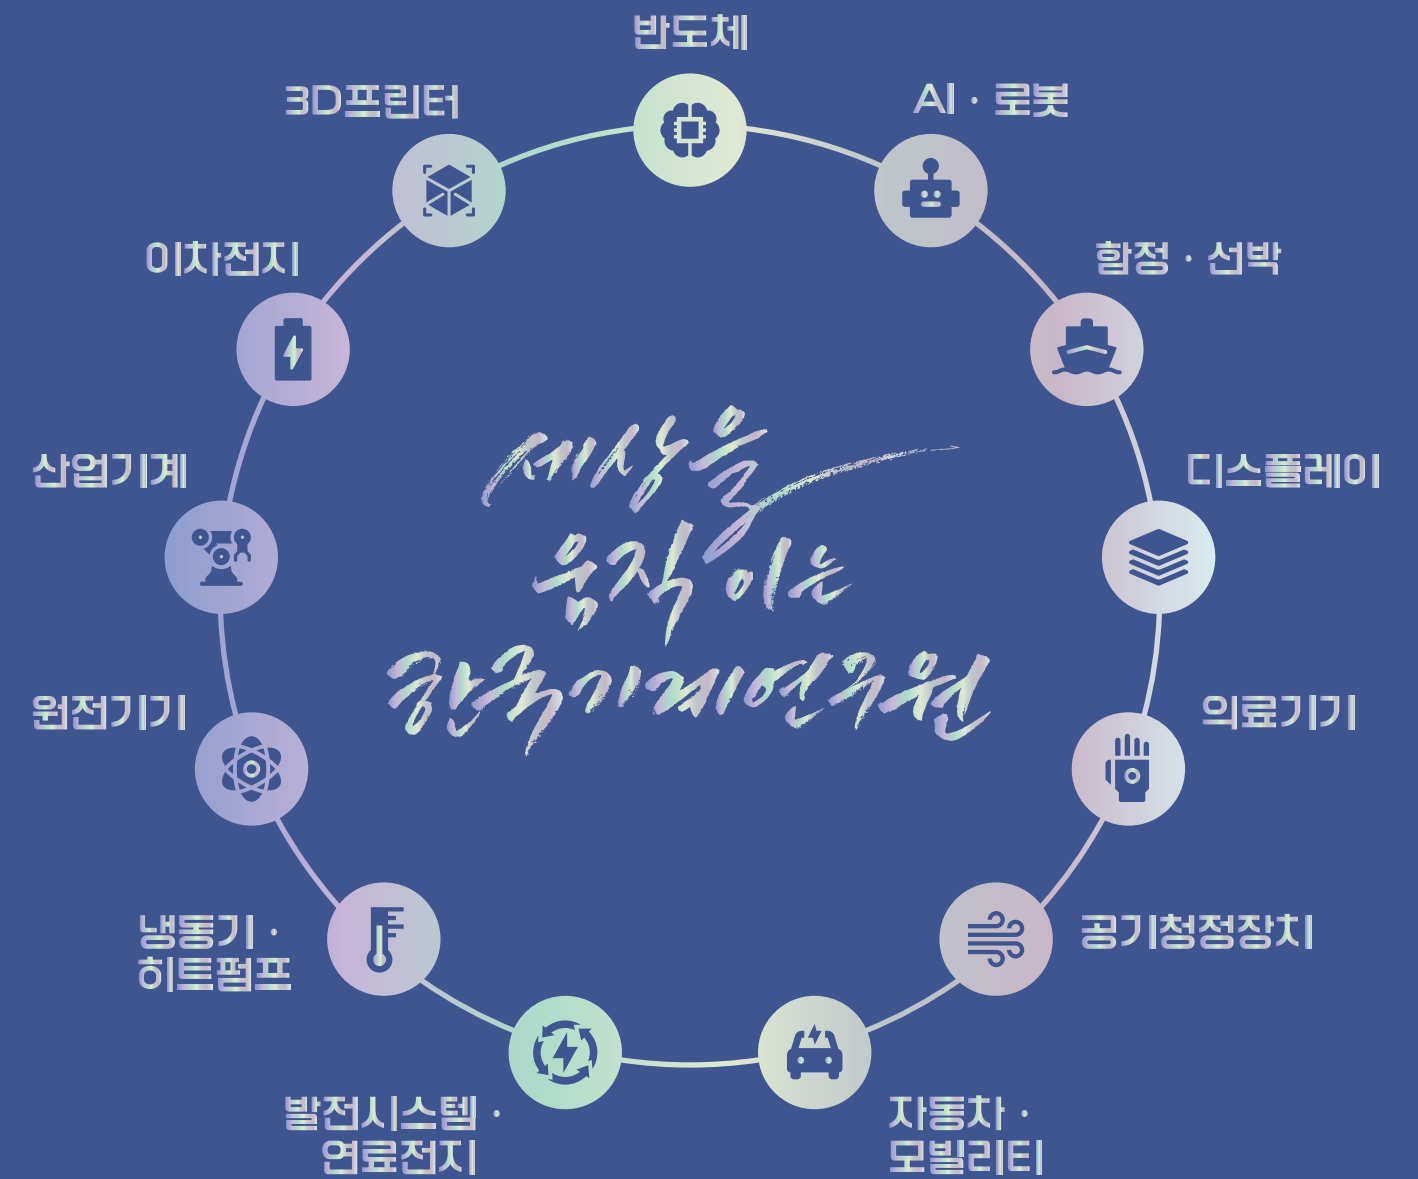 반도체
3D프린터
AI · 로봇
이차전지
함정 · 선박
세상을
움직이는
한국기계연구원
산업기계
디스플레이
원전기기
의료기기
냉동기 ·
히트펌프
공기청정장치
발전시스템 ·
연료전지
자동차 ·
모빌리티